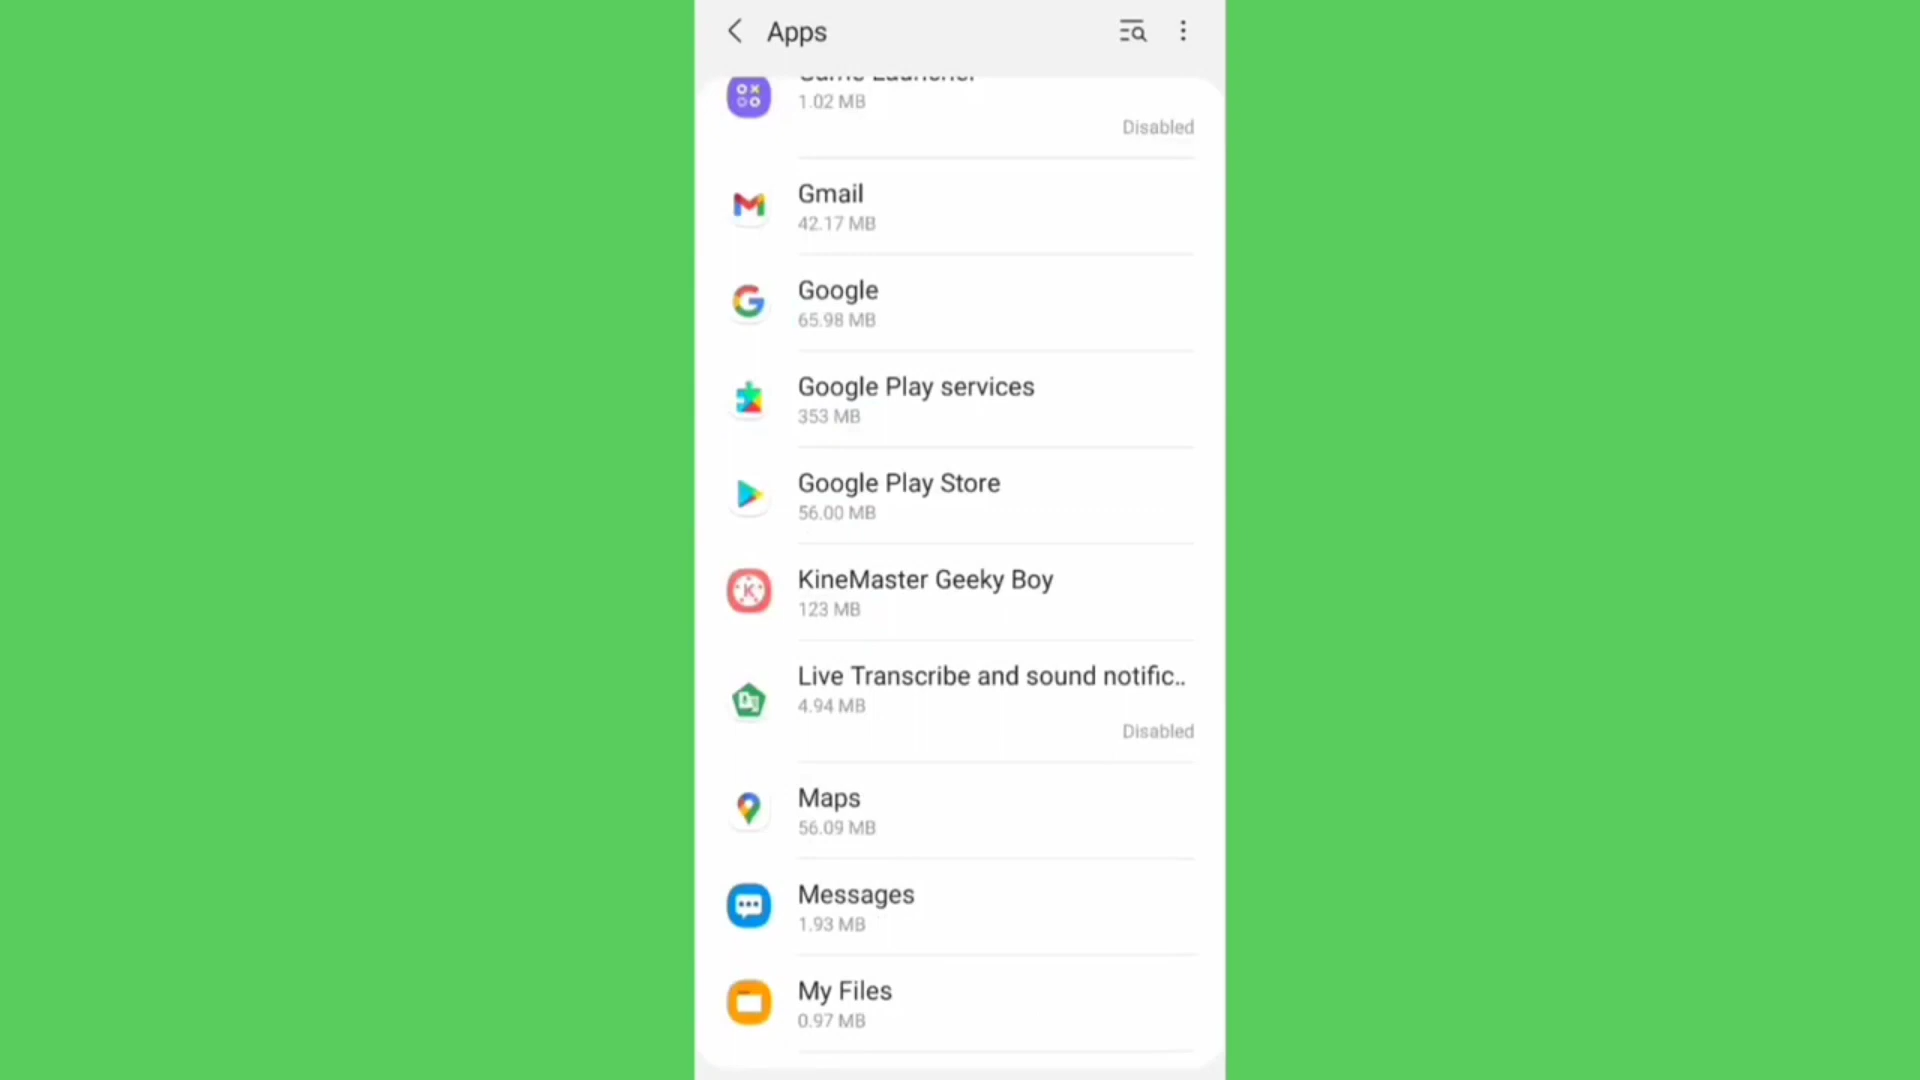 Apps
Game Launcher
1.02 MB
Disabled
Gmail
42.17 MB
Google
65.98 MB
Google Play services
353 MB
Google Play Store
56.00 MB
KineMaster Geeky Boy
123 MB
Live Transcribe and sound notific..
4.94 MB
Disabled
Maps
56.09 MB
Messages
1.93 MB
My Files
0.97 MB